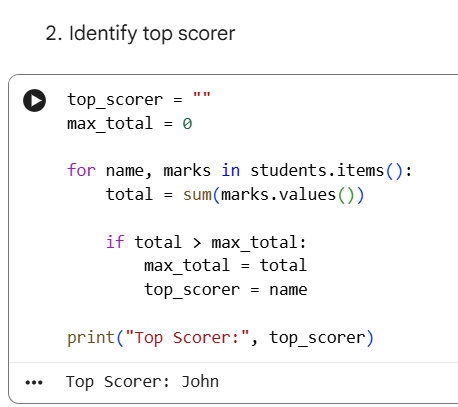 2. Identify top scorer
top_scorer = ""
max_total = 0
for name, marks in students.items():
    total = sum(marks.values())
    if total > max_total:
        max_total = total
        top_scorer = name
print("Top Scorer:", top_scorer)
Top Scorer: John